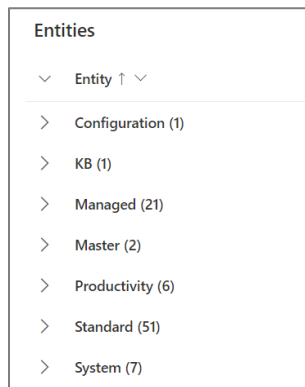 Entities
Entity ↑
Configuration (1)
KB (1)
Managed (21)
Master (2)
Productivity (6)
Standard (51)
System (7)